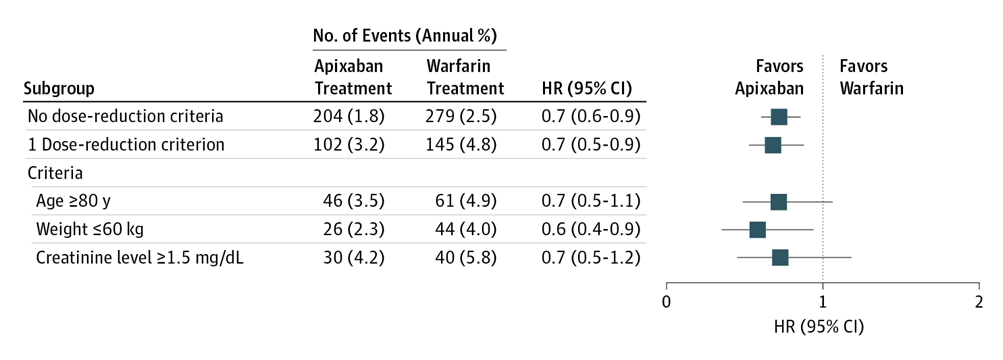 No. of Events (Annual %)
Apixaban Treatment Warfarin Treatment Favors Apixaban Favors Warfarin
Subgroup HR (95% CI)
No dose-reduction criteria 204 (1.8) 279 (2.5) 0.7 (0.6-0.9)
1 Dose-reduction criterion 102 (3.2) 145 (4.8) 0.7 (0.5-0.9)
Criteria
Age ≥80 y 46 (3.5) 61 (4.9) 0.7 (0.5-1.1)
Weight ≤60 kg 26 (2.3) 44 (4.0) 0.6 (0.4-0.9)
Creatinine level ≥1.5 mg/dL 30 (4.2) 40 (5.8) 0.7 (0.5-1.2)
0 1 2
HR (95% CI)